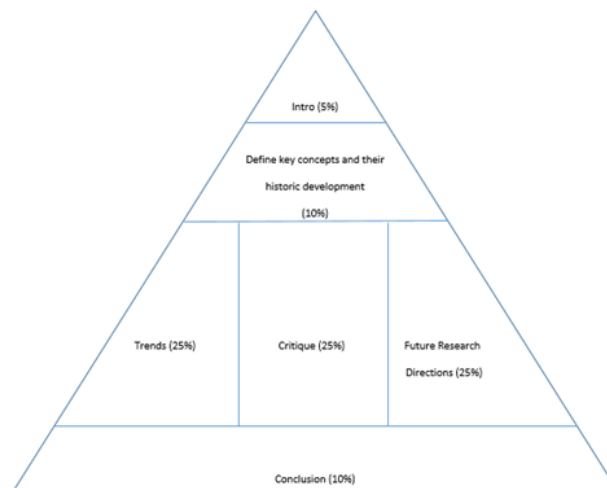 Intro (5%)
Define key concepts and their
historic development
(10%)
Trends (25%)
Critique (25%)
Future Research
Directions (25%)
Conclusion (10%)